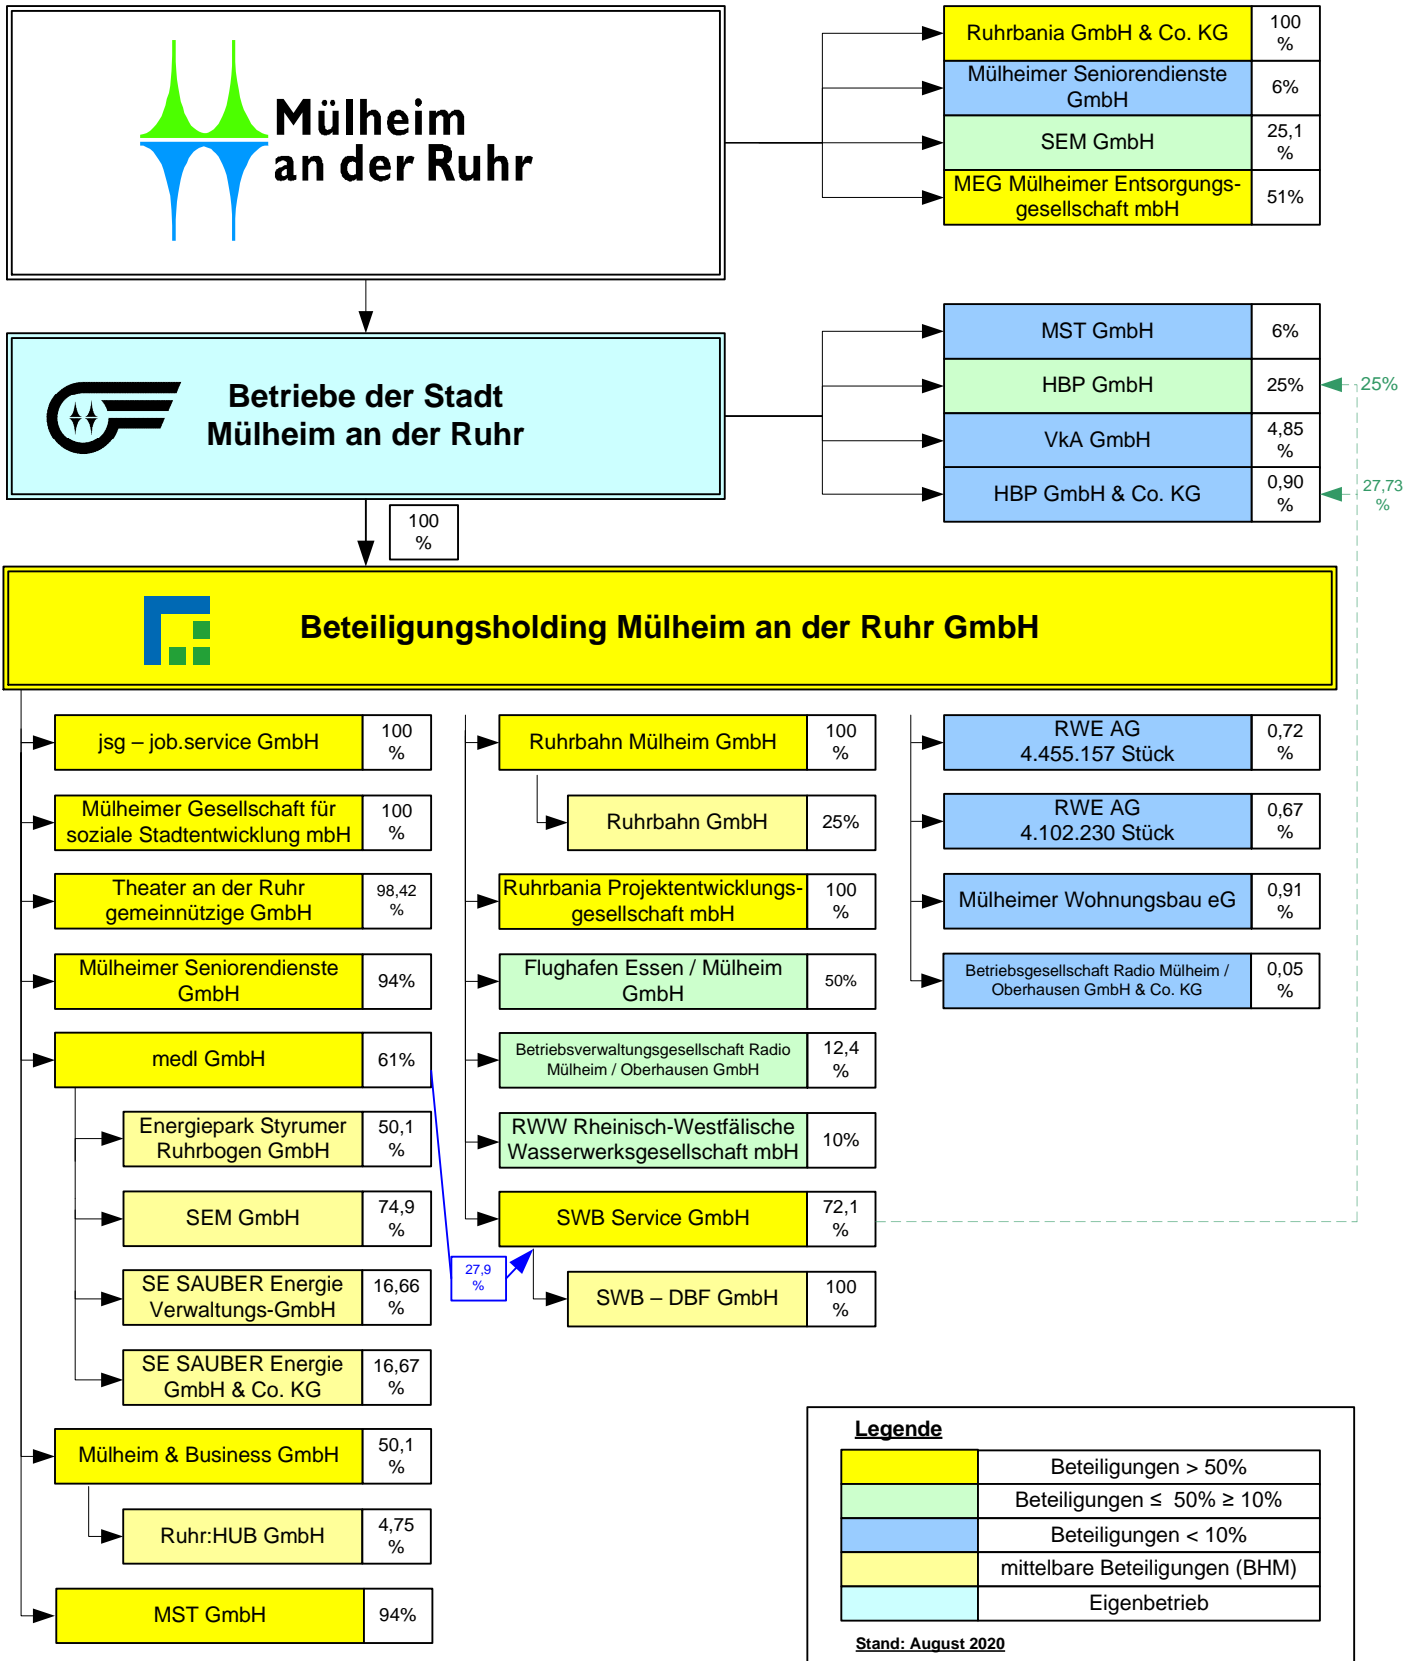 Mülheim
an der Ruhr
Ruhrbania GmbH & Co. KG
100
%
Mülheimer Seniorendienste
GmbH
6%
SEM GmbH
25,1
%
MEG Mülheimer Entsorgungs-
gesellschaft mbH
51%
Betriebe der Stadt
Mülheim an der Ruhr
MST GmbH
6%
HBP GmbH
25%
25%
VkA GmbH
4,85
%
HBP GmbH & Co. KG
0,90
%
27,73
%
100
%
Beteiligungsholding Mülheim an der Ruhr GmbH
jsg – job.service GmbH
100
%
Mülheimer Gesellschaft für
soziale Stadtentwicklung mbH
100
%
Theater an der Ruhr
gemeinnützige GmbH
98,42
%
Mülheimer Seniorendienste
GmbH
94%
medl GmbH
61%
Energiepark Styrumer
Ruhrbogen GmbH
50,1
%
SEM GmbH
74,9
%
SE SAUBER Energie
Verwaltungs-GmbH
16,66
%
SE SAUBER Energie
GmbH & Co. KG
16,67
%
Mülheim & Business GmbH
50,1
%
Ruhr:HUB GmbH
4,75
%
MST GmbH
94%
Ruhrbahn Mülheim GmbH
100
%
Ruhrbahn GmbH
25%
Ruhrbania Projektentwicklungs-
gesellschaft mbH
100
%
Flughafen Essen / Mülheim
GmbH
50%
Betriebsverwaltungsgesellschaft Radio
Mülheim / Oberhausen GmbH
12,4
%
RWW Rheinisch-Westfälische
Wasserwerksgesellschaft mbH
10%
SWB Service GmbH
72,1
%
27,9
%
SWB – DBF GmbH
100
%
RWE AG
4.455.157 Stück
0,72
%
RWE AG
4.102.230 Stück
0,67
%
Mülheimer Wohnungsbau eG
0,91
%
Betriebsgesellschaft Radio Mülheim /
Oberhausen GmbH & Co. KG
0,05
%
Legende
Beteiligungen > 50%
Beteiligungen ≤ 50% ≥ 10%
Beteiligungen < 10%
mittelbare Beteiligungen (BHM)
Eigenbetrieb
Stand: August 2020